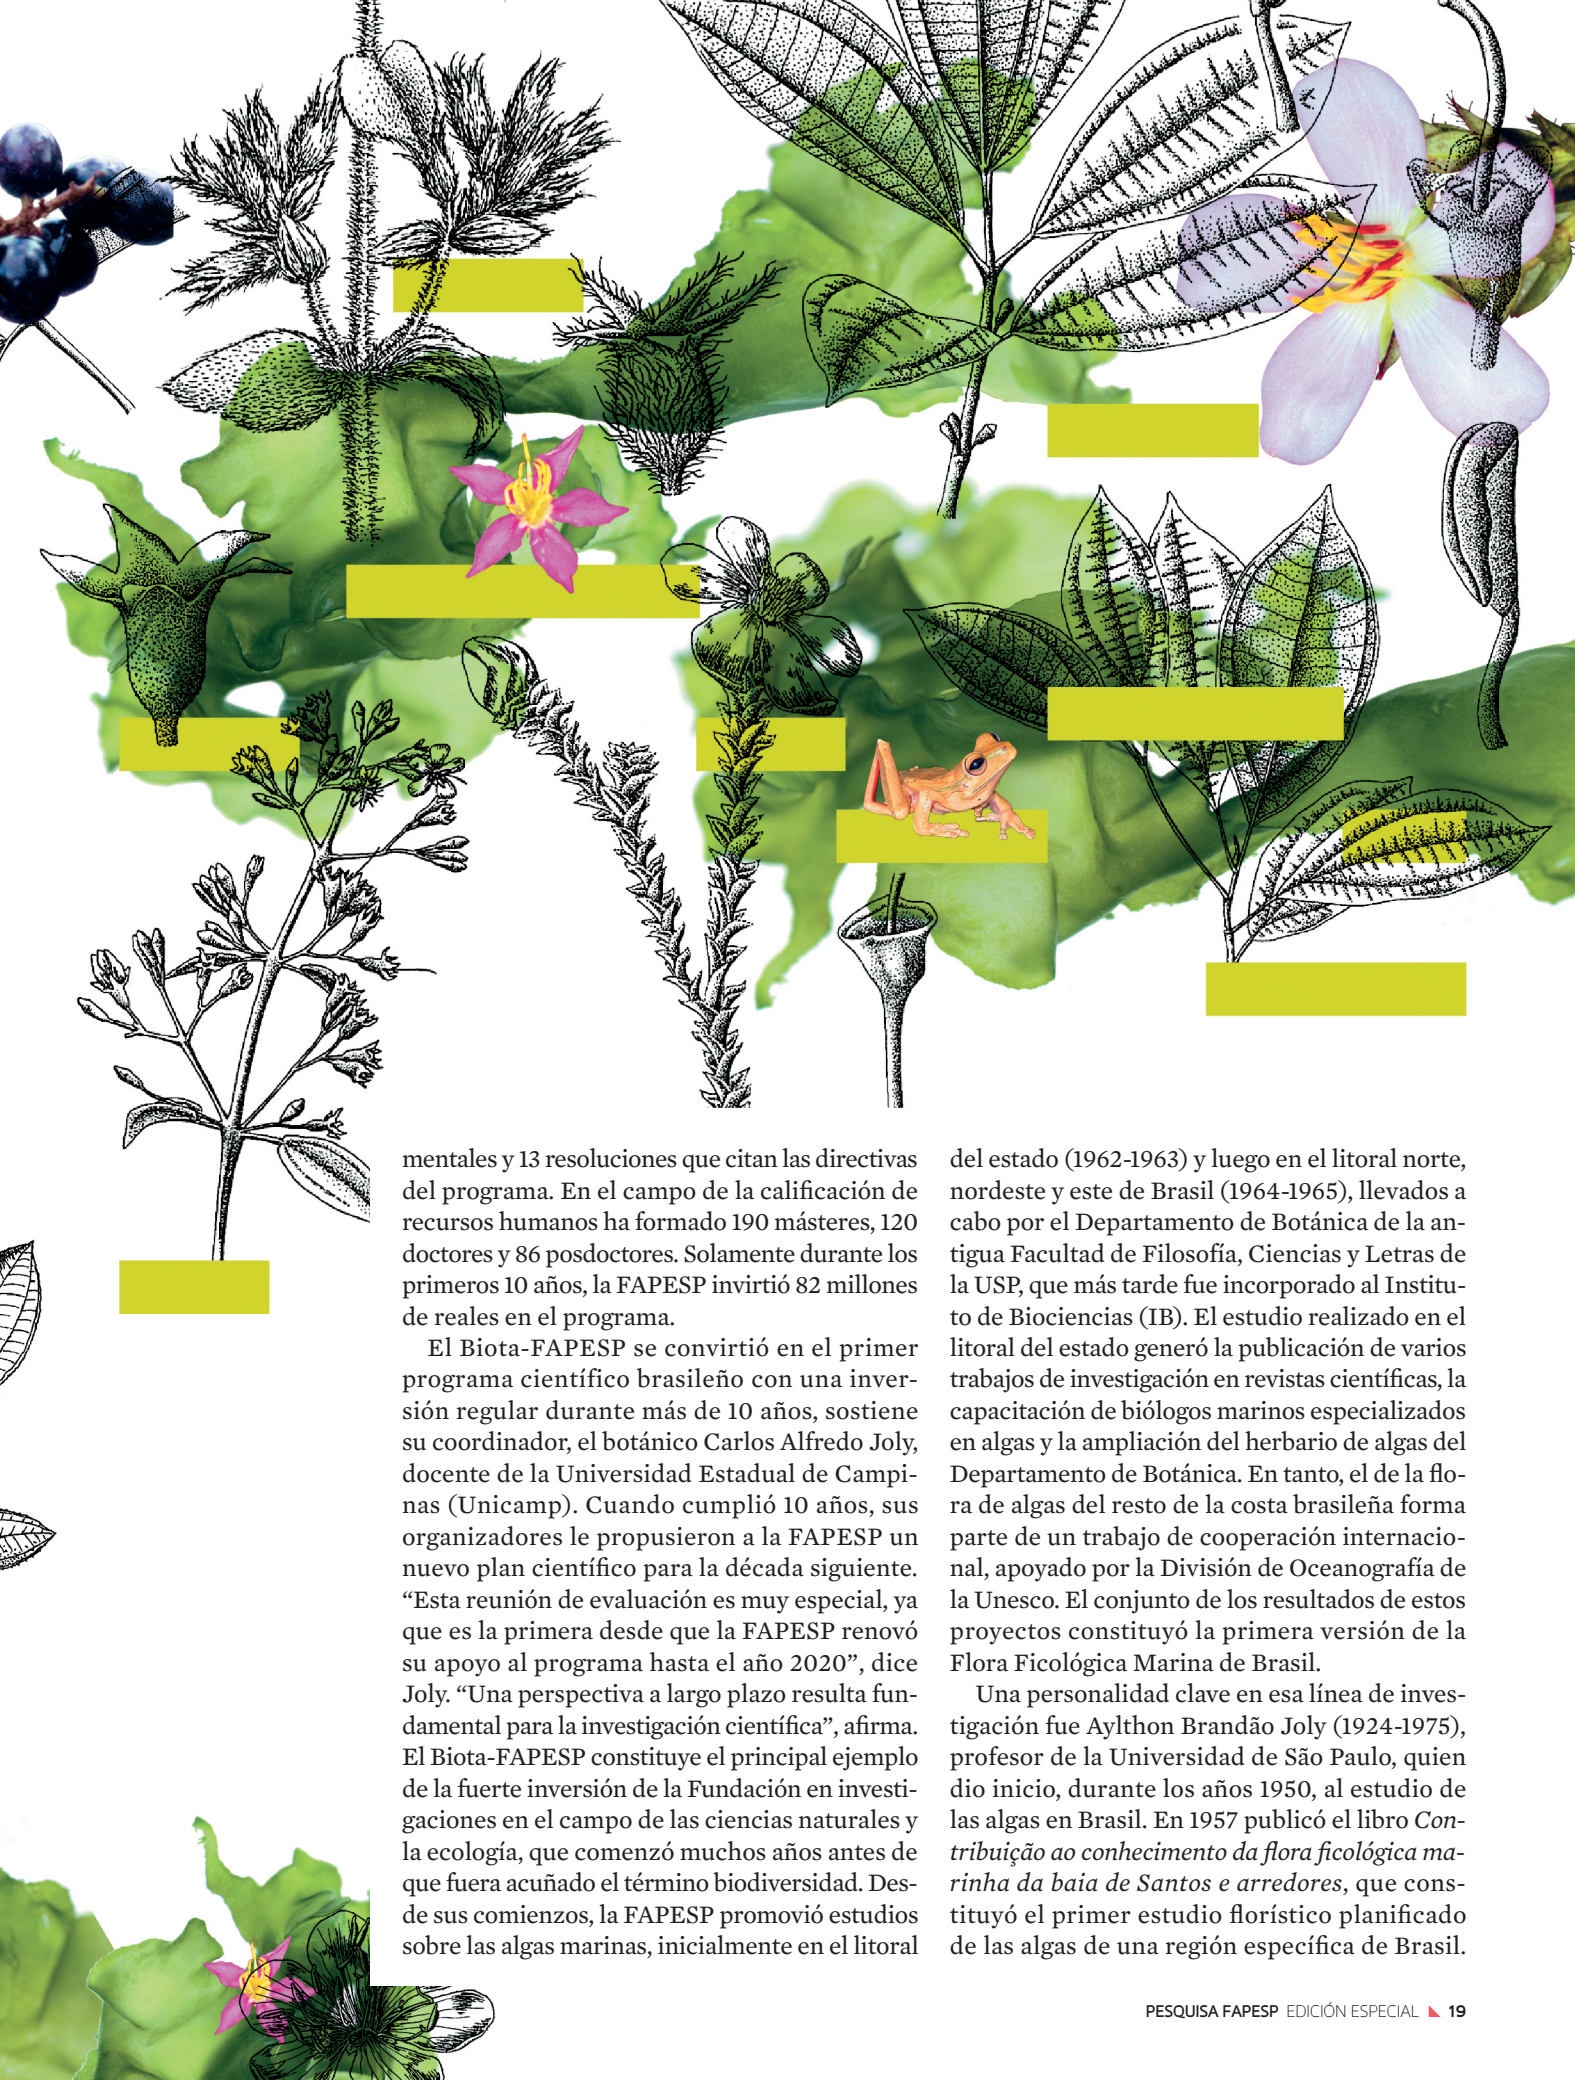 mentales y 13 resoluciones que citan las directivas
del programa. En el campo de la calificación de
recursos humanos ha formado 190 másteres, 120
doctores y 86 posdoctores. Solamente durante los
primeros 10 años, la FAPESP invirtió 82 millones
de reales en el programa.
El Biota-FAPESP se convirtió en el primer
programa científico brasileño con una inver-
sión regular durante más de 10 años, sostiene
su coordinador, el botánico Carlos Alfredo Joly,
docente de la Universidad Estadual de Campi-
nas (Unicamp). Cuando cumplió 10 años, sus
organizadores le propusieron a la FAPESP un
nuevo plan científico para la década siguiente.
“Esta reunión de evaluación es muy especial, ya
que es la primera desde que la FAPESP renovó
su apoyo al programa hasta el año 2020”, dice
Joly. “Una perspectiva a largo plazo resulta fun-
damental para la investigación científica”, afirma.
El Biota-FAPESP constituye el principal ejemplo
de la fuerte inversión de la Fundación en investi-
gaciones en el campo de las ciencias naturales y
la ecología, que comenzó muchos años antes de
que fuera acuñado el término biodiversidad. Des-
de sus comienzos, la FAPESP promovió estudios
sobre las algas marinas, inicialmente en el litoral
del estado (1962-1963) y luego en el litoral norte,
nordeste y este de Brasil (1964-1965), llevados a
cabo por el Departamento de Botánica de la an-
tigua Facultad de Filosofía, Ciencias y Letras de
la USP, que más tarde fue incorporado al Institu-
to de Biociencias (IB). El estudio realizado en el
litoral del estado generó la publicación de varios
trabajos de investigación en revistas científicas, la
capacitación de biólogos marinos especializados
en algas y la ampliación del herbario de algas del
Departamento de Botánica. En tanto, el de la flo-
ra de algas del resto de la costa brasileña forma
parte de un trabajo de cooperación internacio-
nal, apoyado por la División de Oceanografía de
la Unesco. El conjunto de los resultados de estos
proyectos constituyó la primera versión de la
Flora Ficológica Marina de Brasil.
Una personalidad clave en esa línea de inves-
tigación fue Aylthon Brandão Joly (1924-1975),
profesor de la Universidad de São Paulo, quien
dio inicio, durante los años 1950, al estudio de
las algas en Brasil. En 1957 publicó el libro Con-
tribuição ao conhecimento da flora ficológica ma-
rinha da baia de Santos e arredores, que cons-
tituyó el primer estudio florístico planificado
de las algas de una región específica de Brasil.
PESQUISA FAPESP EDICIÓN ESPECIAL 19